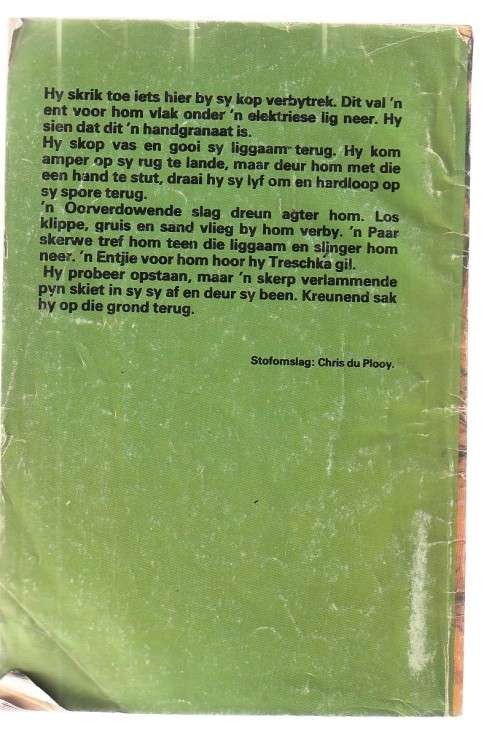 Hy skrik toe iets hier by sy kop verbytrek. Dit val 'n
ent voor hom vlak onder 'n elektriese lig neer. Hy
sien dat dit 'n handgranaat is.
Hy skop vas en gooi sy liggaam terug. Hy kom
amper op sy rug te lande, maar deur hom met die
een hand te stut, draai hy sy lyf om en hardloop op
sy spore terug.
'n Oorverdowende slag dreun agter hom. Los
klippe, gruis en sand vlieg by hom verby. 'n Paar
skerwe tref hom teen die liggaam en slinger hom
neer. 'n Entjie voor hom hoor hy Treschka gil.
Hy probeer opstaan, maar 'n skerp verlammende
pyn skiet in sy sy af en deur sy been. Kreunend sak
hy op die grond terug.
Stofomslag: Chris du Plooy.